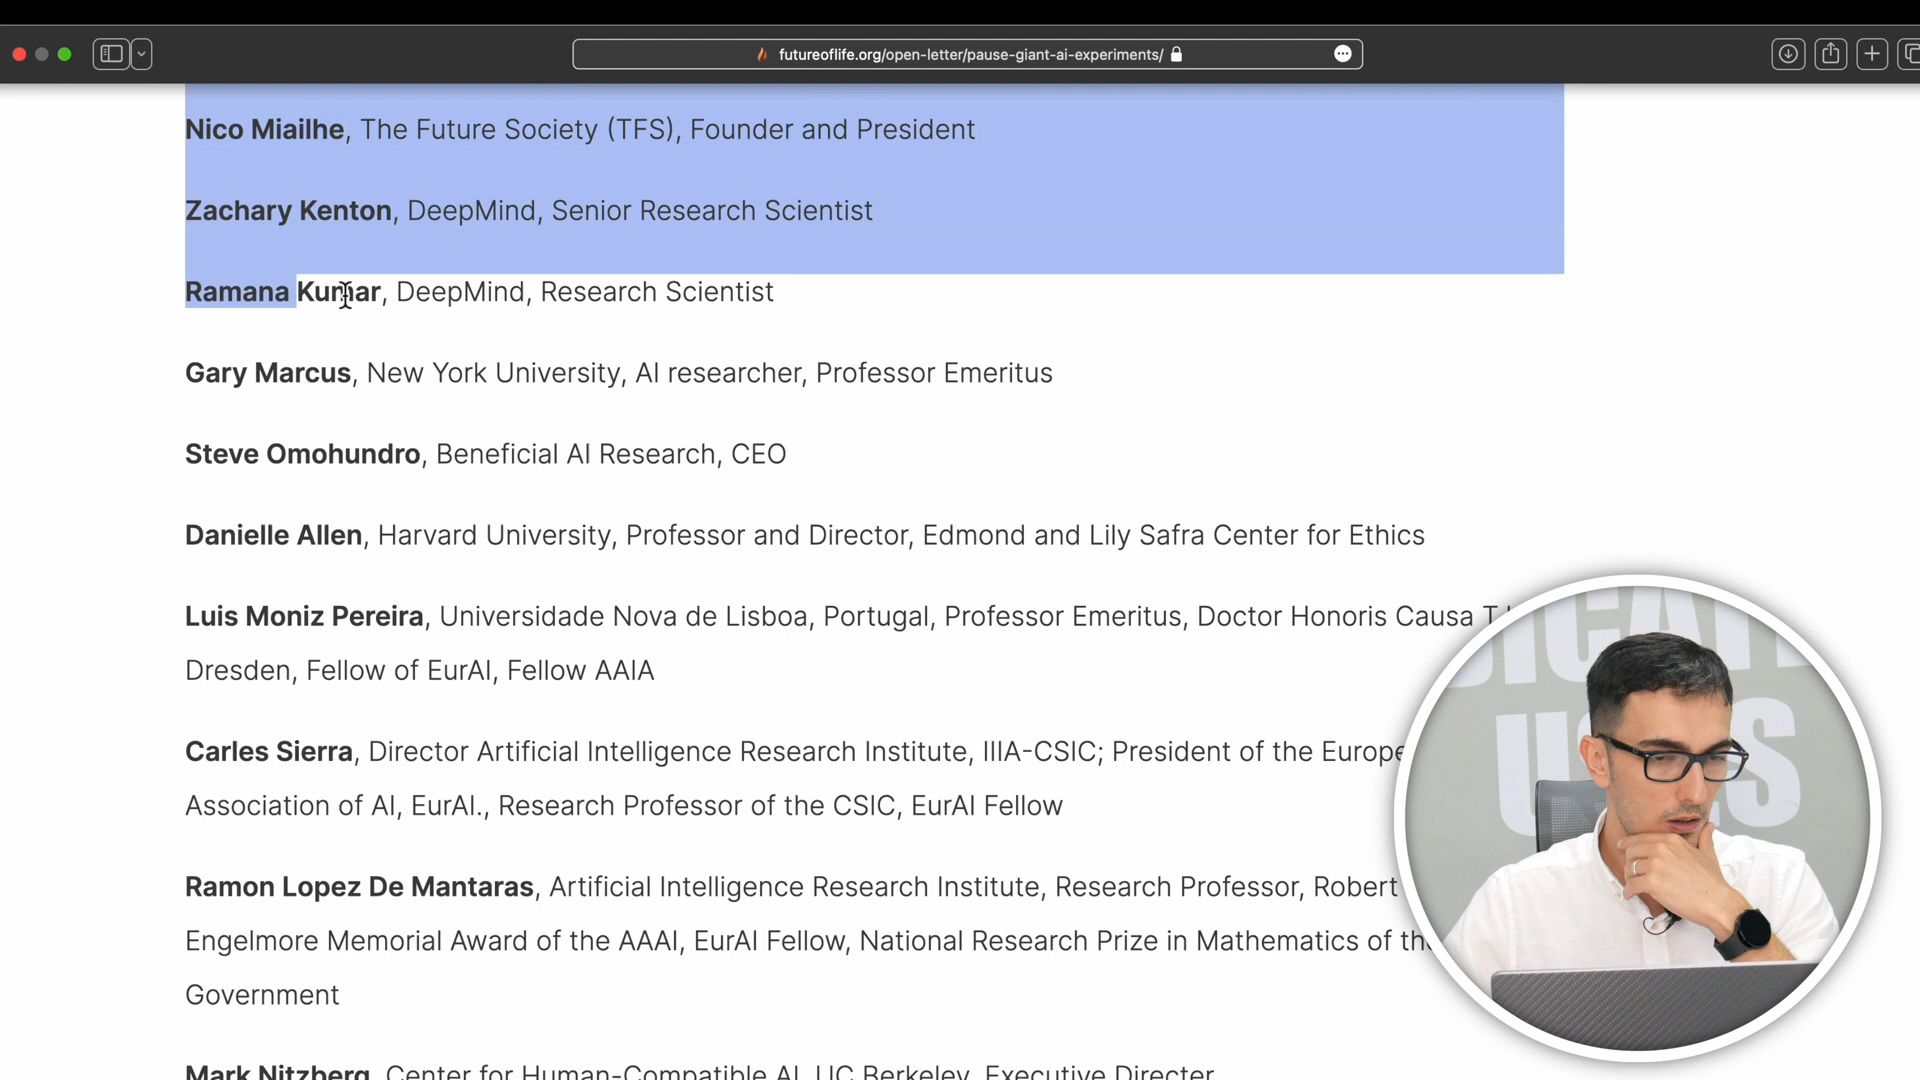 futureoflife.org/open-letter/pause-giant-ai-experiments/
Nico Miailhe, The Future Society (TFS), Founder and President
Zachary Kenton, DeepMind, Senior Research Scientist
Ramana Kumar, DeepMind, Research Scientist
Gary Marcus, New York University, AI researcher, Professor Emeritus
Steve Omohundro, Beneficial AI Research, CEO
Danielle Allen, Harvard University, Professor and Director, Edmond and Lily Safra Center for Ethics
Luis Moniz Pereira, Universidade Nova de Lisboa, Portugal, Professor Emeritus, Doctor Honoris Causa
Dresden, Fellow of EurAI, Fellow AAIA
Carles Sierra, Director Artificial Intelligence Research Institute, IIIA-CSIC; President of the Europe
Association of AI, EurAI., Research Professor of the CSIC, EurAI Fellow
Ramon Lopez De Mantaras, Artificial Intelligence Research Institute, Research Professor, Robert
Engelmore Memorial Award of the AAAI, EurAI Fellow, National Research Prize in Mathematics of the
Government
Mark Nitzberg, Center for Human-Compatible AI, UC Berkeley, Executive Directer